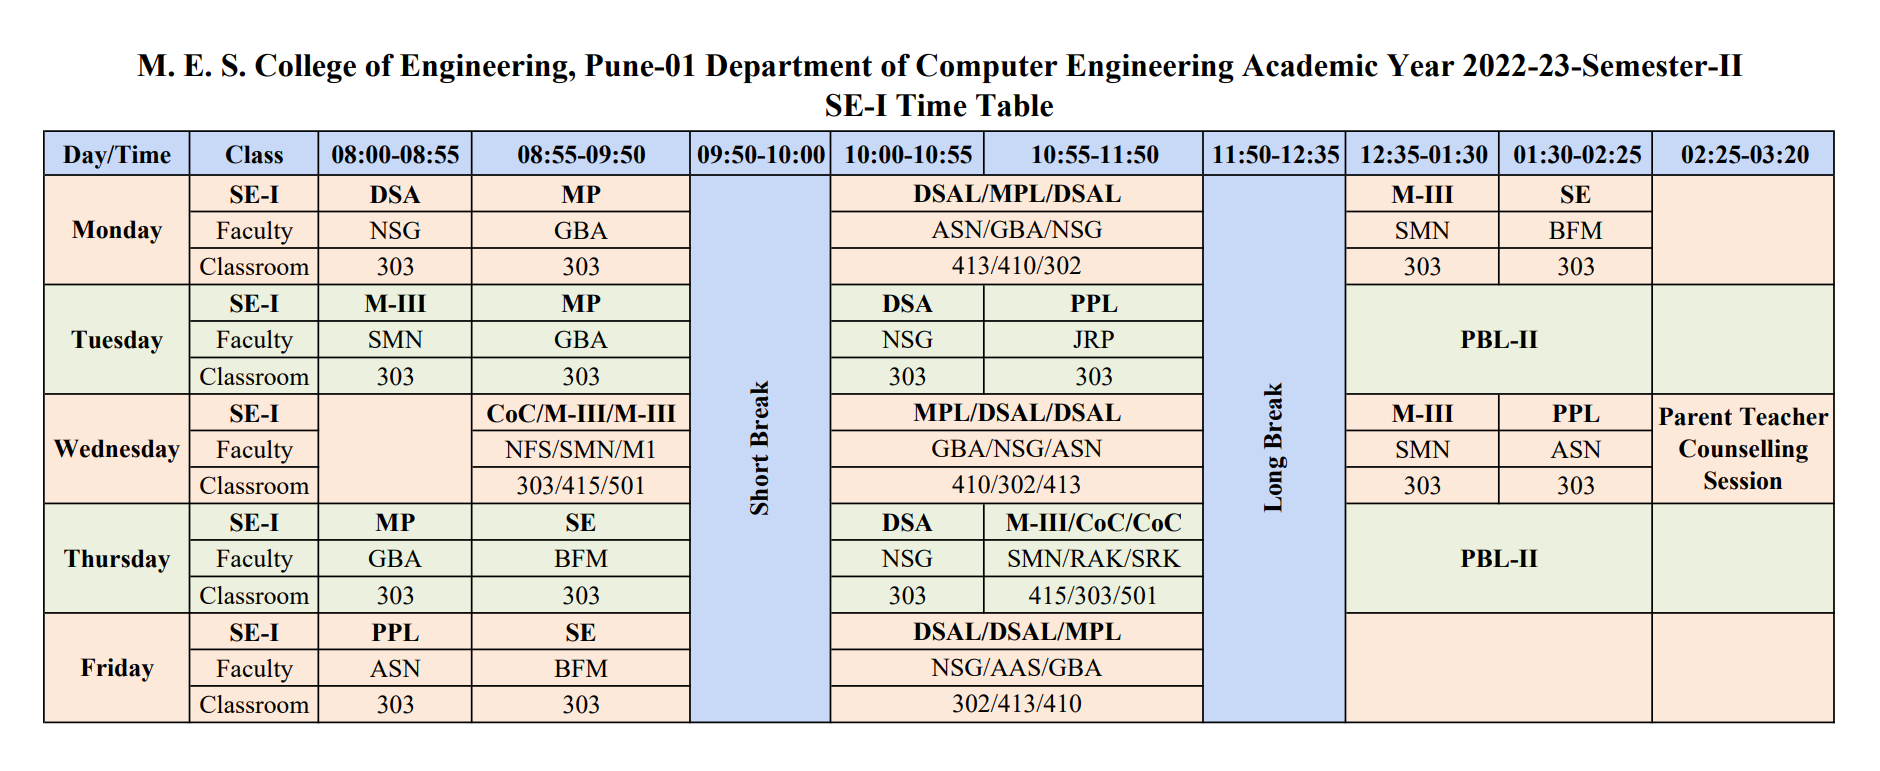 M. E. S. College of Engineering, Pune-01 Department of Computer Engineering Academic Year 2022-23-Semester-II
SE-I Time Table
Day/Time Class 08:00-08:55 08:55-09:50 09:50-10:00 10:00-10:55 10:55-11:50 11:50-12:35 12:35-01:30 01:30-02:25 02:25-03:20
Monday
SE-I DSA MP DSAL/MPL/DSAL M-III SE
Faculty NSG GBA ASN/GBA/NSG SMN BFM
Classroom 303 303 413/410/302 303 303
Tuesday
SE-I M-III MP DSA PPL PBL-II
Faculty SMN GBA NSG JRP
Classroom 303 303 303 303
Short Break
Long Break
Wednesday
SE-I CoC/M-III/M-III MPL/DSAL/DSAL M-III PPL
Faculty NFS/SMN/M1 GBA/NSG/ASN SMN ASN
Classroom 303/415/501 410/302/413 303 303
Parent Teacher
Counselling
Session
Thursday
SE-I MP SE DSA M-III/CoC/CoC PBL-II
Faculty GBA BFM NSG SMN/RAK/SRK
Classroom 303 303 303 415/303/501
Friday
SE-I PPL SE DSAL/DSAL/MPL
Faculty ASN BFM NSG/AAS/GBA
Classroom 303 303 302/413/410